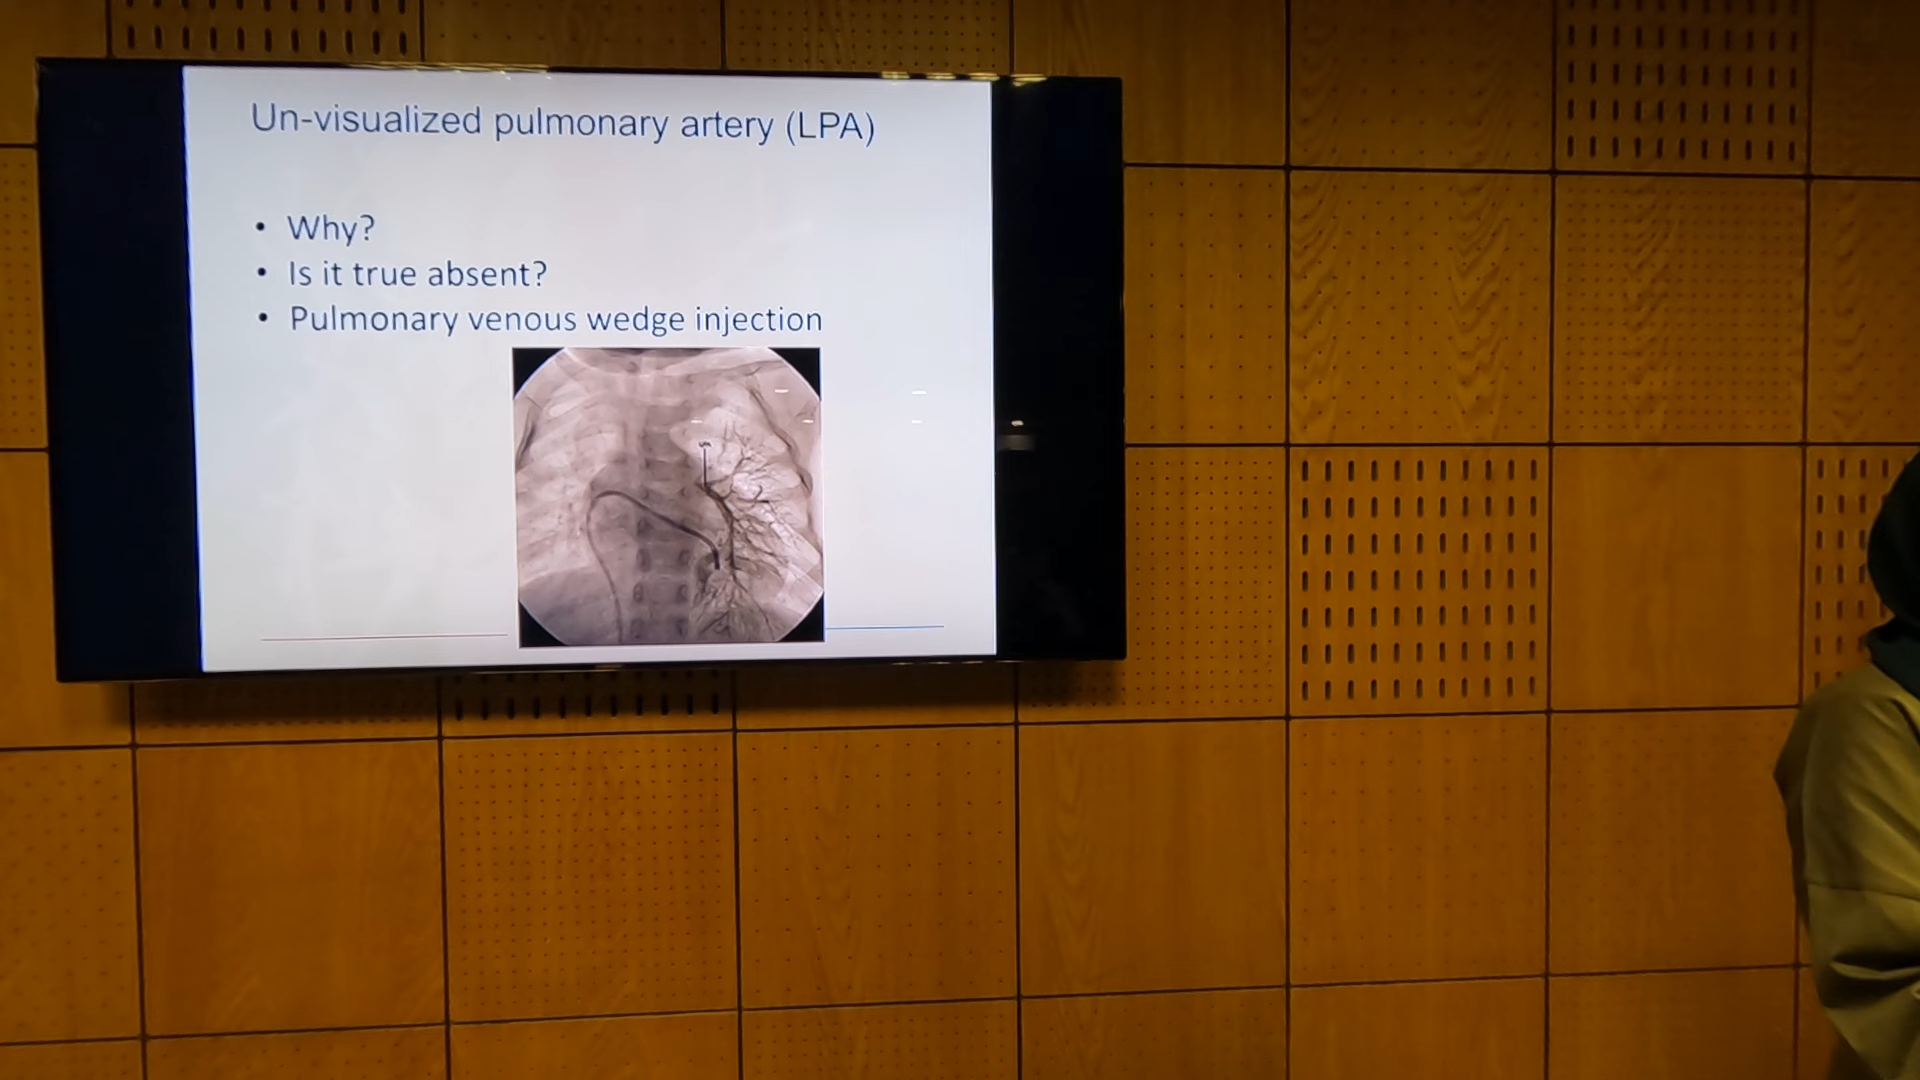 Un-visualized pulmonary artery (LPA)
• Why?
• Is it true absent?
• Pulmonary venous wedge injection